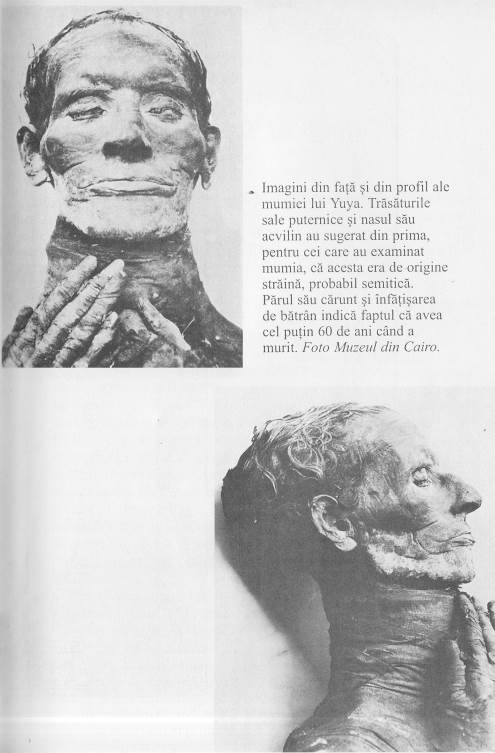 Imagini din față și din profil ale
mumiei lui Yuya. Trăsăturile
sale puternice și nasul său
acvilin au sugerat din prima,
pentru cei care au examinat
mumia, că acesta era de origine
străină, probabil semitică.
Părul său cărunt și înfățișarea
de bătrân indică faptul că avea
cel puțin 60 de ani când a
murit. Foto Muzeul din Cairo.